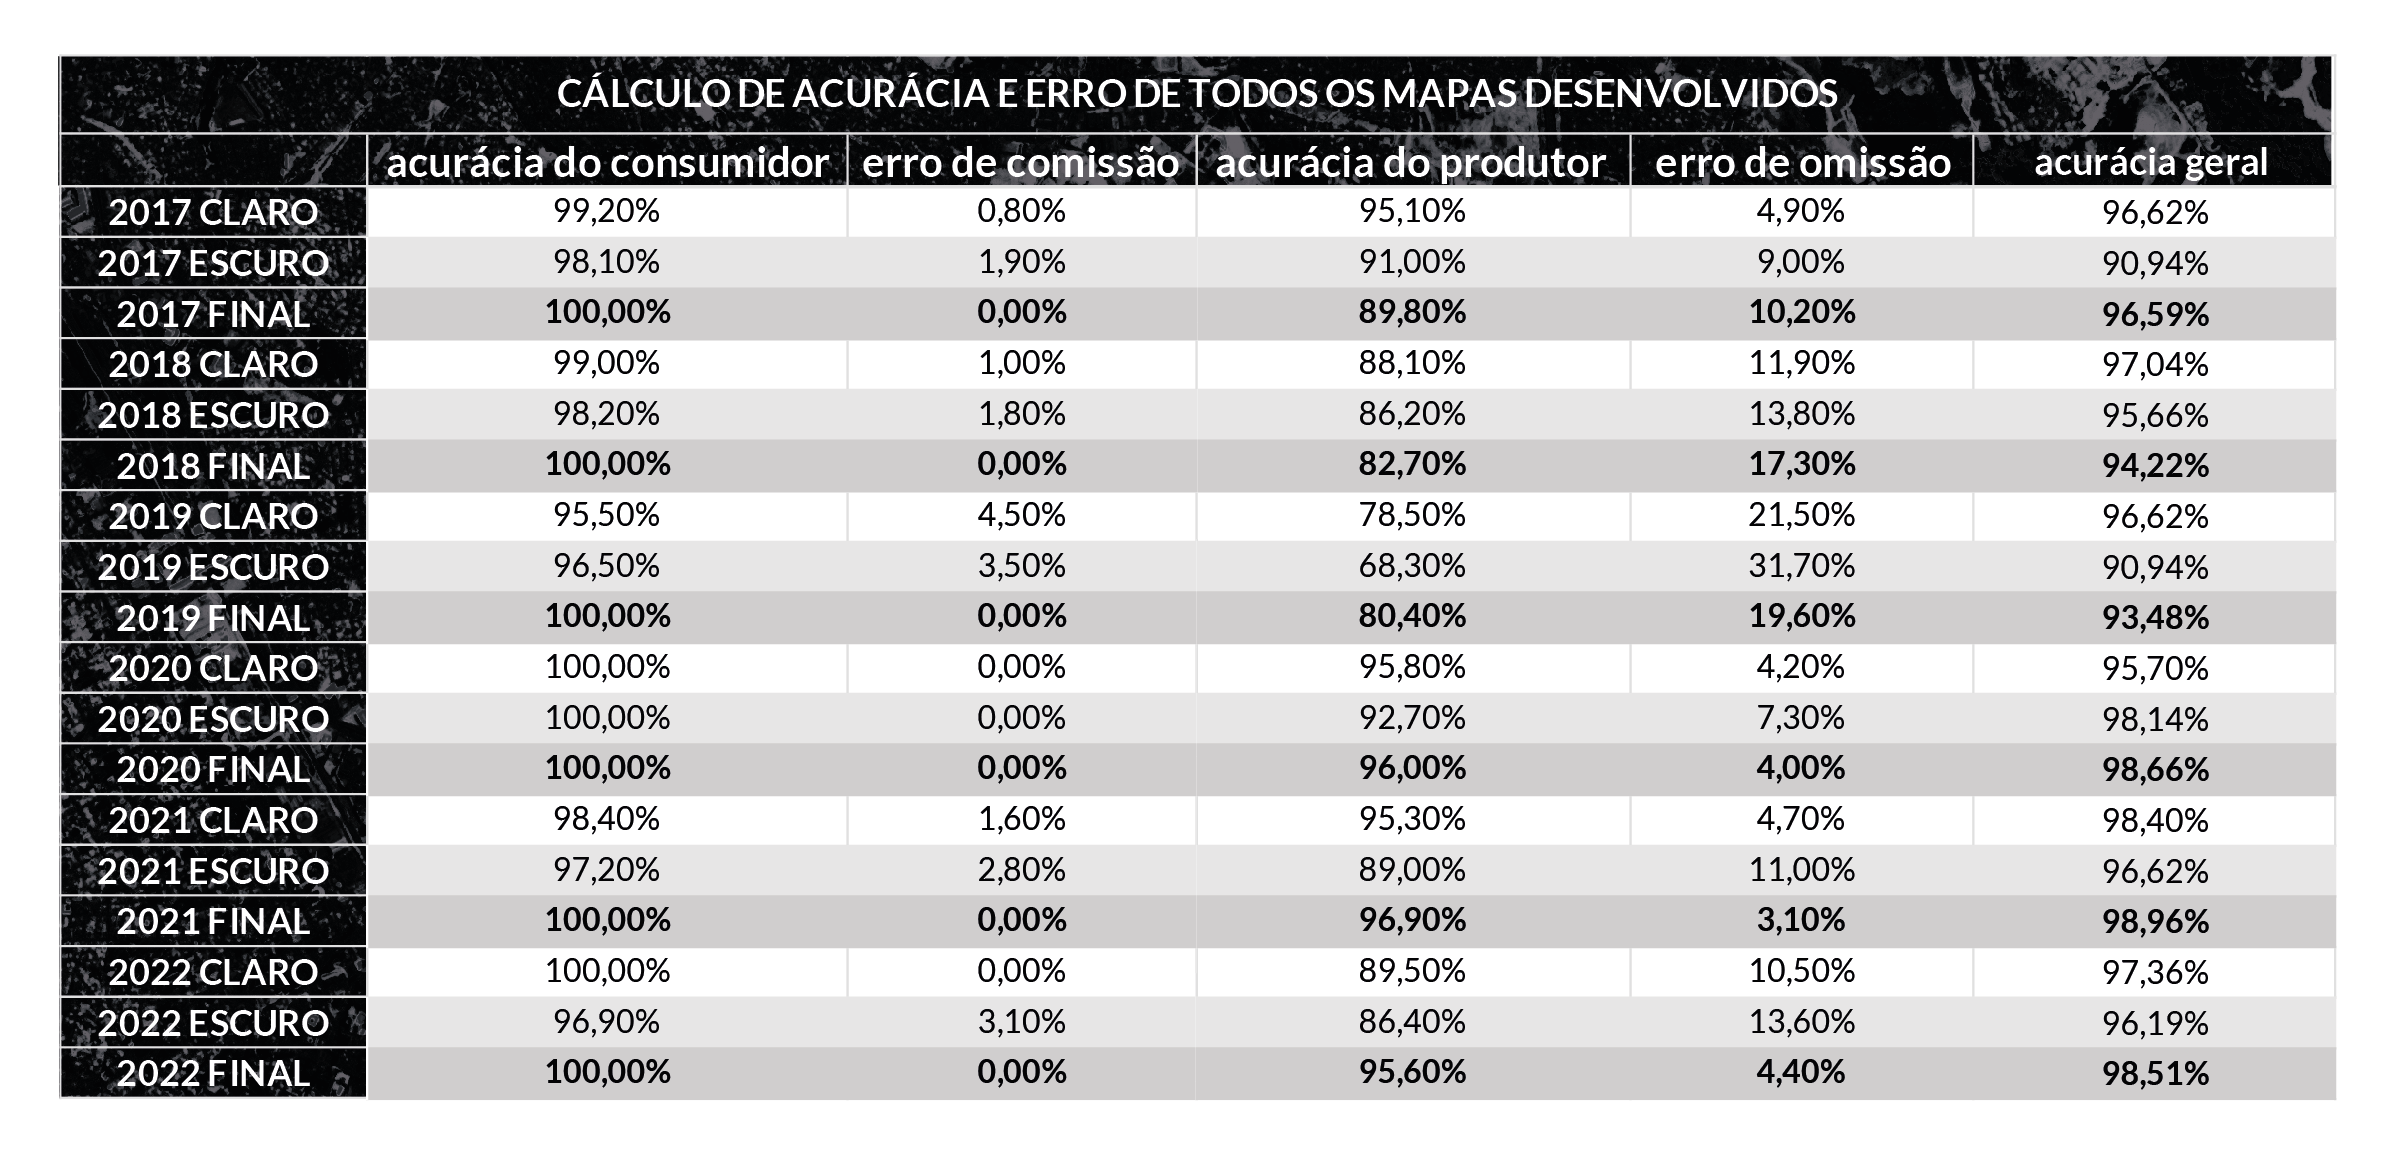 CÁLCULO DE ACURÁCIA E ERRO DE TODOS OS MAPAS DESENVOLVIDOS
acurácia do consumidor erro de comissão acurácia do produtor erro de omissão acurácia geral
2017 CLARO 99,20% 0,80% 95,10% 4,90% 96,62%
2017 ESCURO 98,10% 1,90% 91,00% 9,00% 90,94%
2017 FINAL 100,00% 0,00% 89,80% 10,20% 96,59%
2018 CLARO 99,00% 1,00% 88,10% 11,90% 97,04%
2018 ESCURO 98,20% 1,80% 86,20% 13,80% 95,66%
2018 FINAL 100,00% 0,00% 82,70% 17,30% 94,22%
2019 CLARO 95,50% 4,50% 78,50% 21,50% 96,62%
2019 ESCURO 96,50% 3,50% 68,30% 31,70% 90,94%
2019 FINAL 100,00% 0,00% 80,40% 19,60% 93,48%
2020 CLARO 100,00% 0,00% 95,80% 4,20% 95,70%
2020 ESCURO 100,00% 0,00% 92,70% 7,30% 98,14%
2020 FINAL 100,00% 0,00% 96,00% 4,00% 98,66%
2021 CLARO 98,40% 1,60% 95,30% 4,70% 98,40%
2021 ESCURO 97,20% 2,80% 89,00% 11,00% 96,62%
2021 FINAL 100,00% 0,00% 96,90% 3,10% 98,96%
2022 CLARO 100,00% 0,00% 89,50% 10,50% 97,36%
2022 ESCURO 96,90% 3,10% 86,40% 13,60% 96,19%
2022 FINAL 100,00% 0,00% 95,60% 4,40% 98,51%